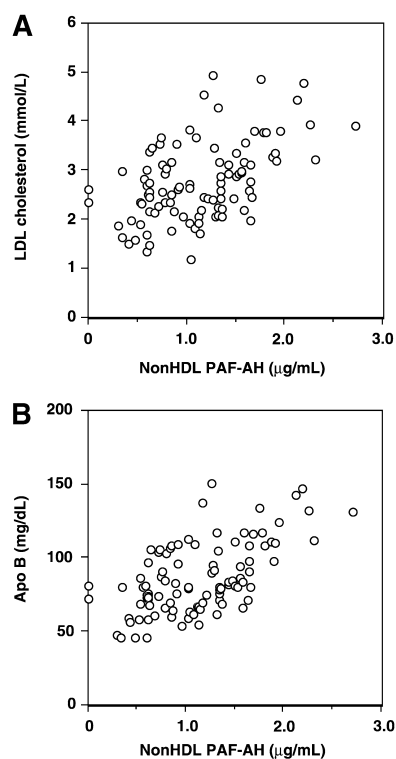 A
6
5
4
3
2
1
0
LDL cholesterol (mmol/L)
0 1.0 2.0 3.0
NonHDL PAF-AH (μg/mL)
B
200
150
100
50
0
Apo B (mg/dL)
0 1.0 2.0 3.0
NonHDL PAF-AH (μg/mL)